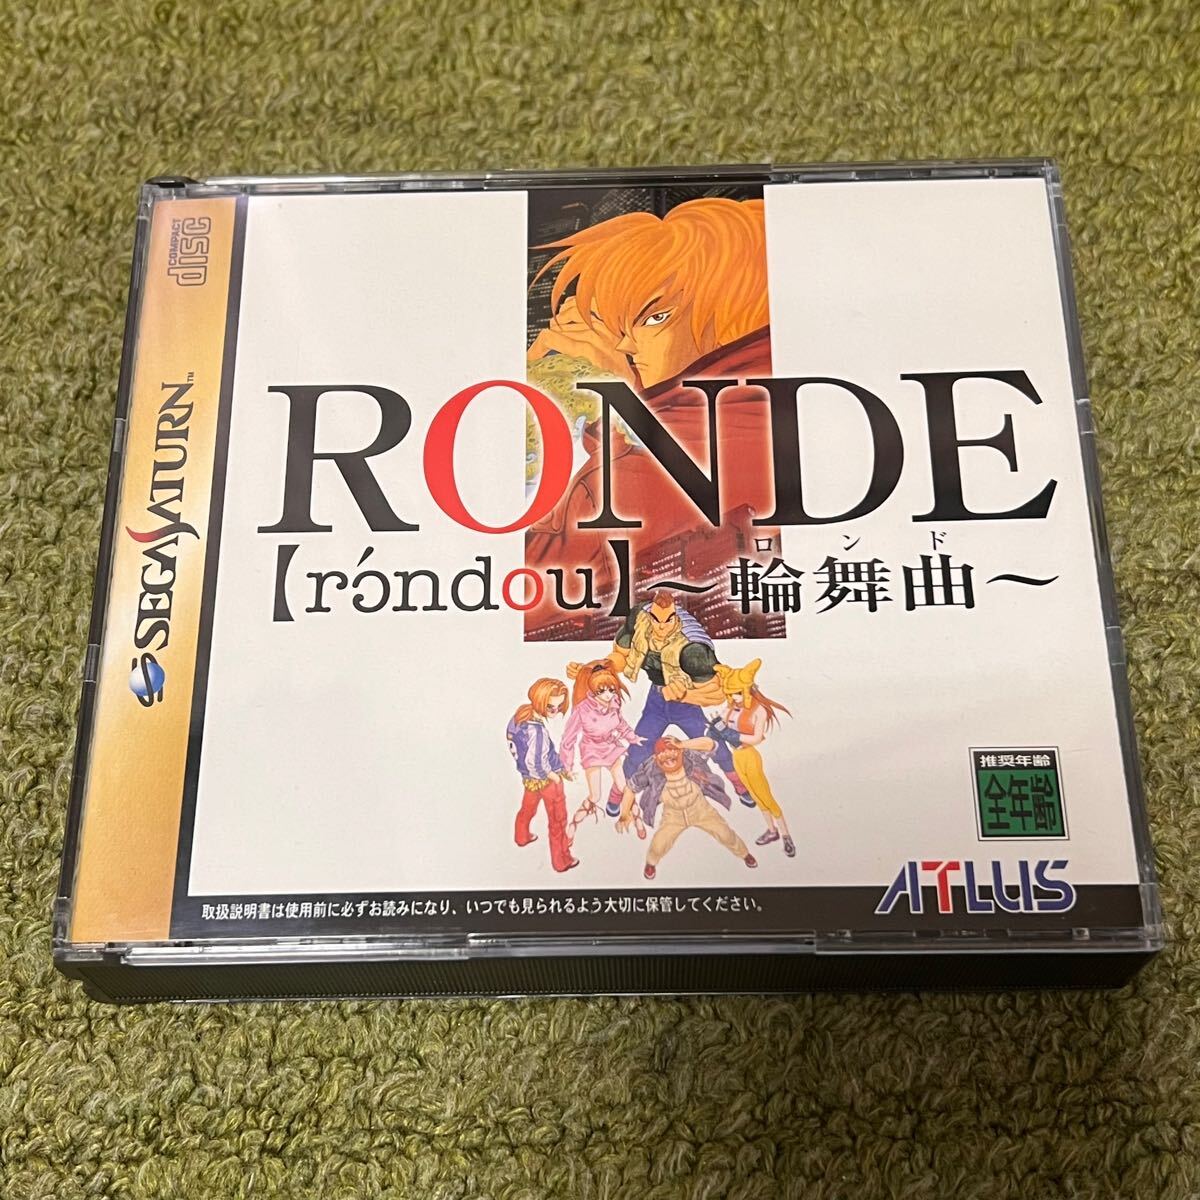 COMPACT
disc
SEGA SATURN™
RONDE
ロンド
【rɔ́ndou】～輪舞曲～
推奨年齢
全年齢
ATLUS
取扱説明書は使用前に必ずお読みになり、いつでも見られるよう大切に保管してください。